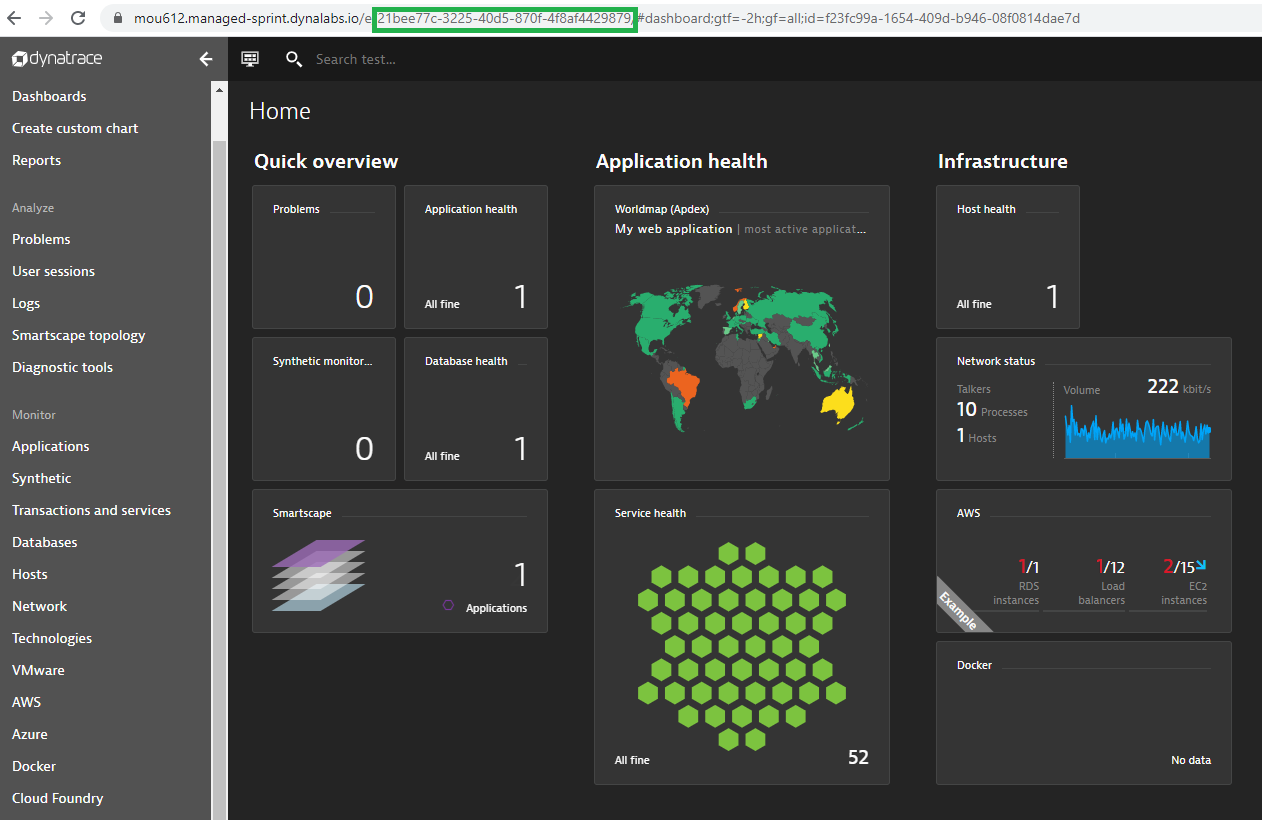 mou612.managed-sprint.dynalabs.io/e/21bee77c-3225-40d5-870f-4f8af4429879/#dashboard;gtf=-2h;gf=all;id=f23fc99a-1654-409d-b946-08f0814dae7d
dynatrace
Search test...
Dashboards
Create custom chart
Reports
Analyze
Problems
User sessions
Logs
Smartscape topology
Diagnostic tools
Monitor
Applications
Synthetic
Transactions and services
Databases
Hosts
Network
Technologies
VMware
AWS
Azure
Docker
Cloud Foundry
Home
Quick overview
Problems
0
Application health
All fine 1
Synthetic monitor...
0
Database health
All fine 1
Smartscape
1
Applications
Application health
Worldmap (Apdex)
My web application | most active applicat...
Service health
All fine 52
Infrastructure
Host health
All fine 1
Network status
Talkers
10 Processes
1 Hosts
Volume 222 kbit/s
AWS
1/1
RDS
instances
1/12
Load
balancers
2/15
EC2
instances
Example
Docker
No data